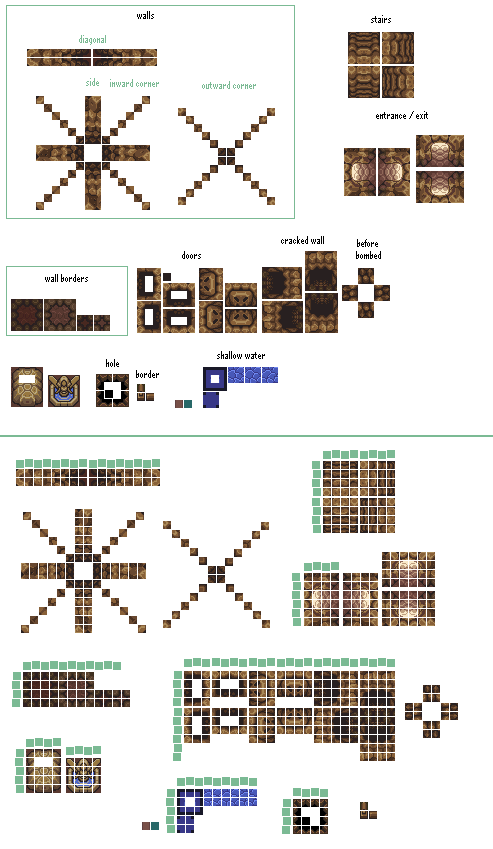 walls
stairs
diagonal
side
inward corner
outward corner
entrance / exit
doors
cracked wall
before
bombed
wall borders
hole
border
shallow water